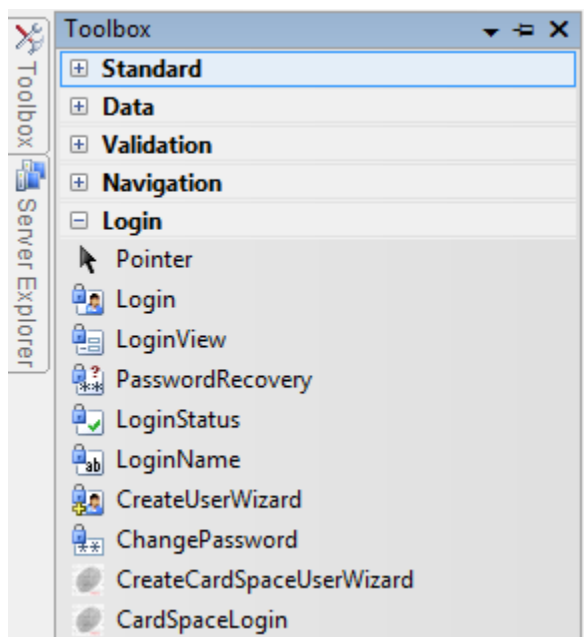 Toolbox
Toolbox
Server Explorer
Standard
Data
Validation
Navigation
Login
Pointer
Login
LoginView
PasswordRecovery
LoginStatus
LoginName
CreateUserWizard
ChangePassword
CreateCardSpaceUserWizard
CardSpaceLogin